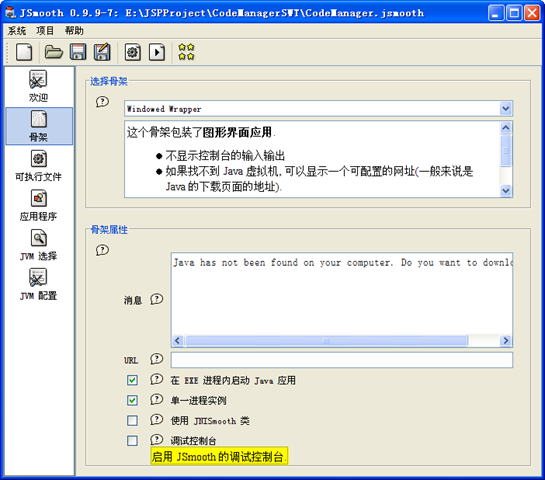 JSmooth 0.9.9-7: E:\JSPProject\CodeManagerSWT\CodeManager.jsmooth
系统 项目 帮助
欢迎
骨架
可执行文件
应用程序
JVM 选择
JVM 配置
选择骨架
Windowed Wrapper
这个骨架包装了图形界面应用.
不显示控制台的输入输出
如果找不到 Java 虚拟机, 可以显示一个可配置的网址(一般来说是
Java 的下载页面的地址).
骨架属性
消息
Java has not been found on your computer. Do you want to downlo
URL
在 EXE 进程内启动 Java 应用
单一进程实例
使用 JNISmooth 类
调试控制台
启用 JSmooth 的调试控制台.